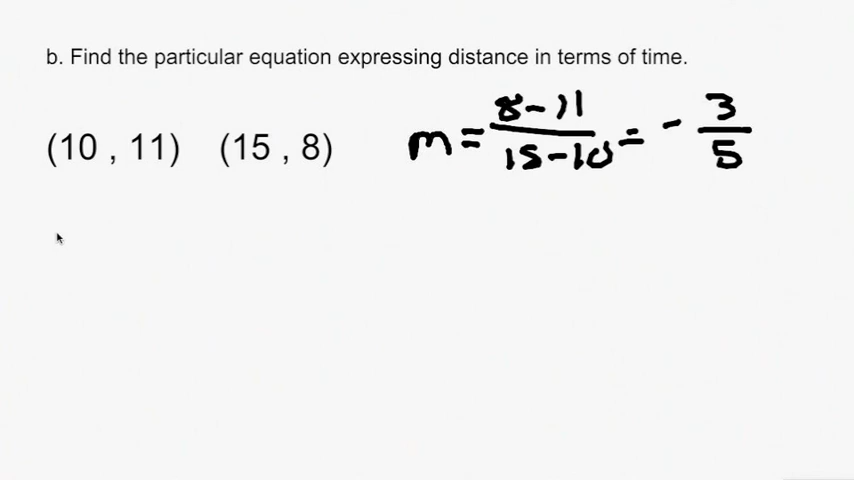 b. Find the particular equation expressing distance in terms of time.
(10 , 11) (15 , 8) m = 8-11 / 15-10 = - 3 / 5